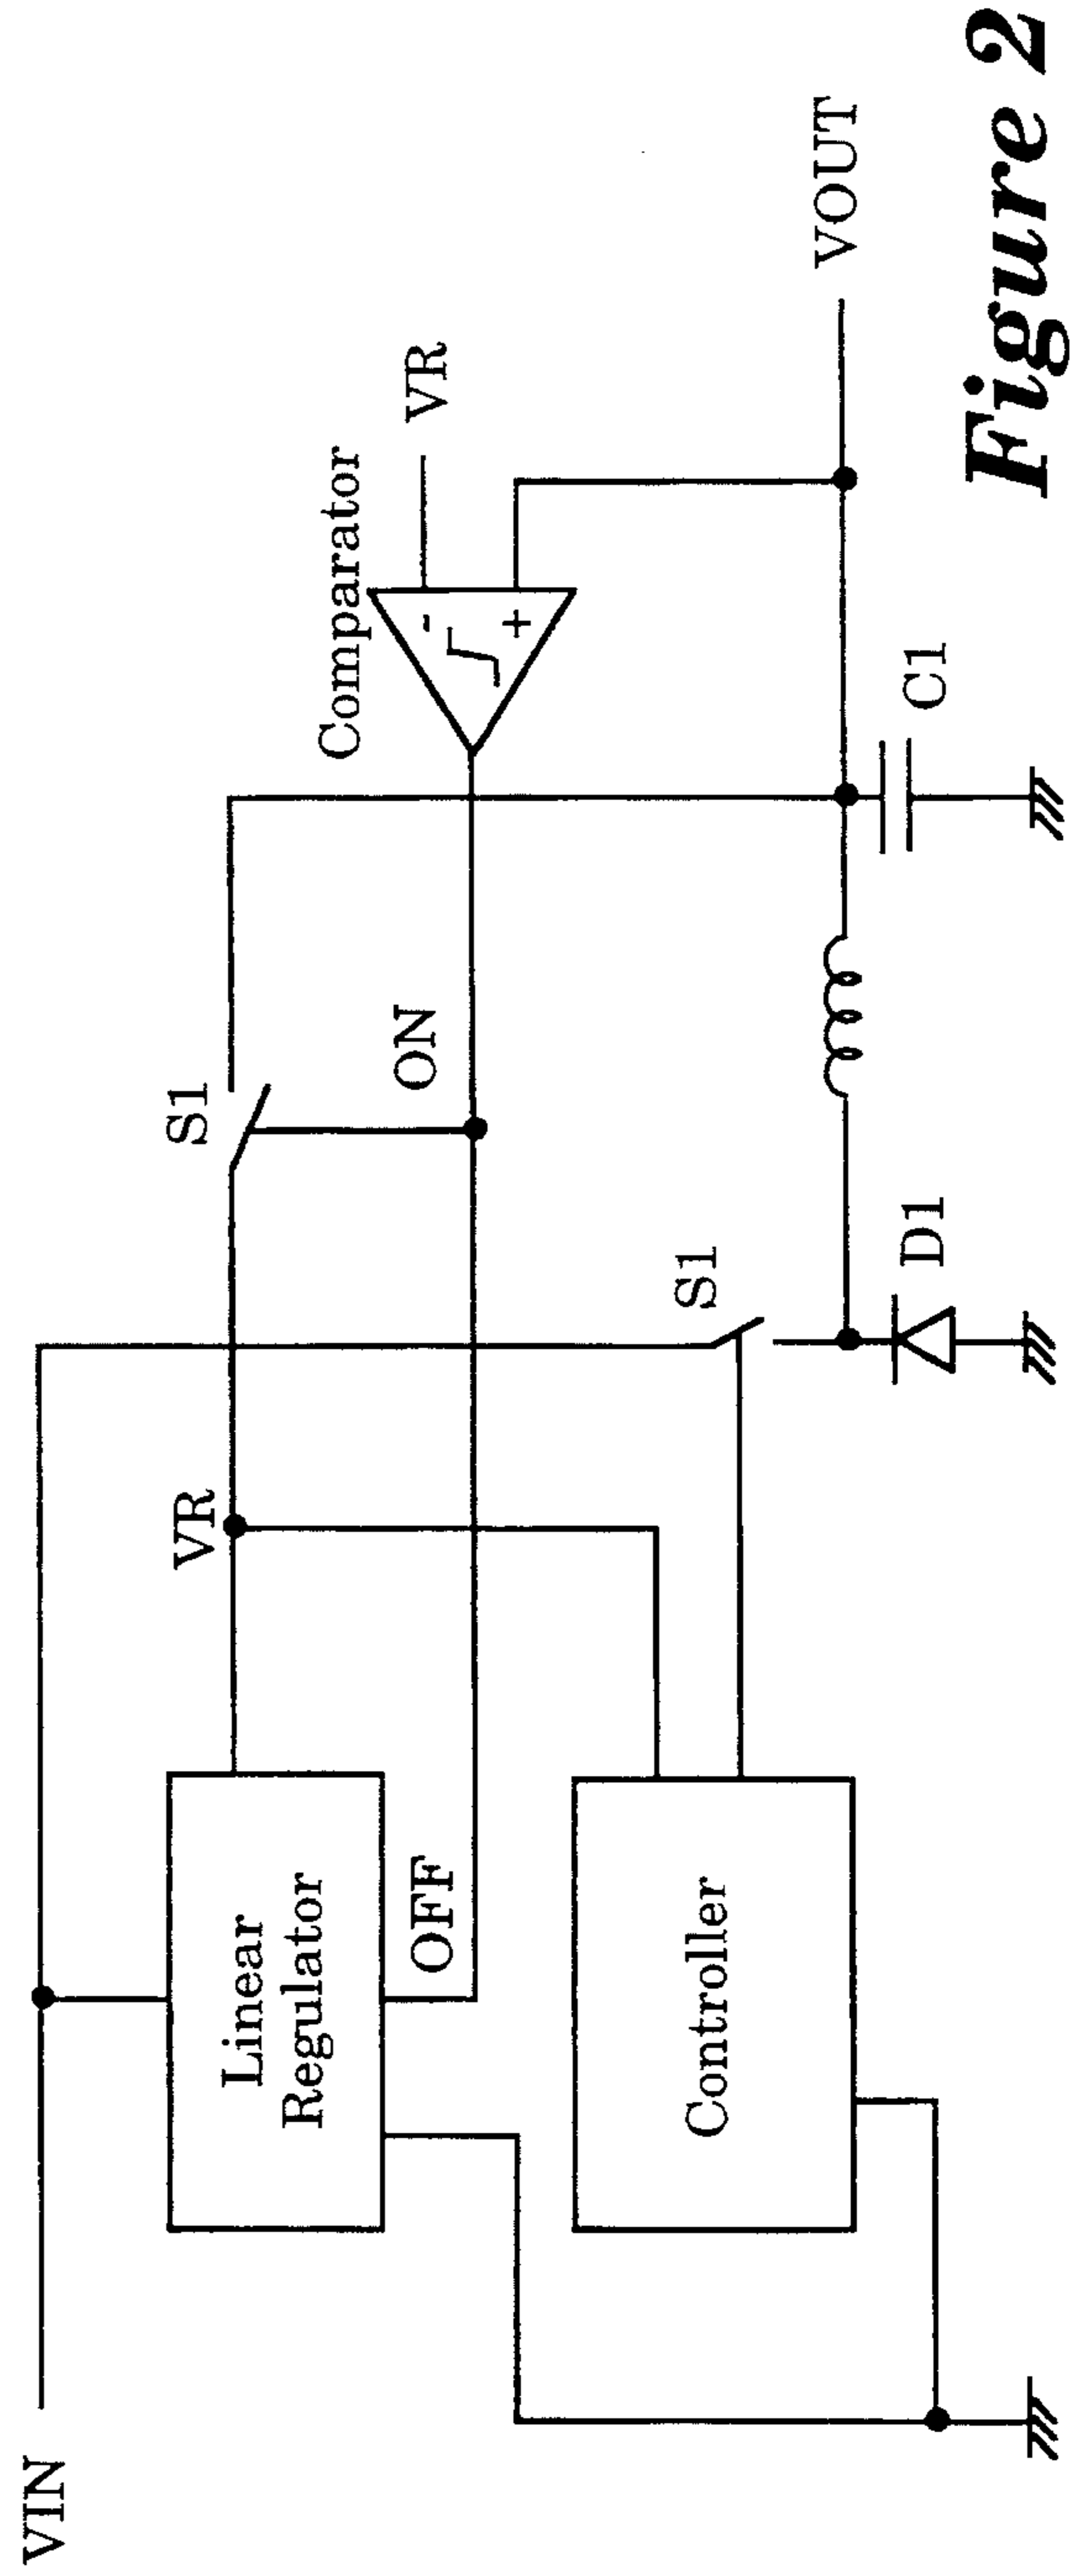 VIN
Linear
Regulator
OFF
VR
S1
ON
Comparator
-
+
VR
Controller
S1
D1
C1
VOUT
Figure 2